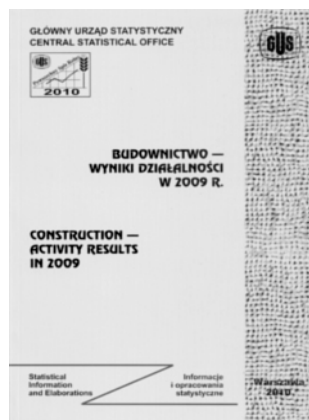 GŁÓWNY URZĄD STATYSTYCZNY
CENTRAL STATISTICAL OFFICE
GUS
2010
BUDOWNICTWO —
WYNIKI DZIAŁALNOŚCI
W 2009 R.
CONSTRUCTION —
ACTIVITY RESULTS
IN 2009
Statistical
Information
and Elaborations
Informacje
i opracowania
statystyczne
Warszawa
2010